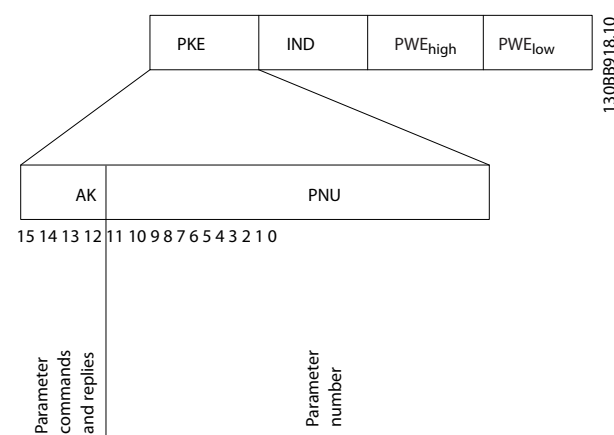 PKE IND PWEhigh PWElow
130BB918.10
AK PNU
15 14 13 12 11 10 9 8 7 6 5 4 3 2 1 0
Parameter
commands
and replies
Parameter
number